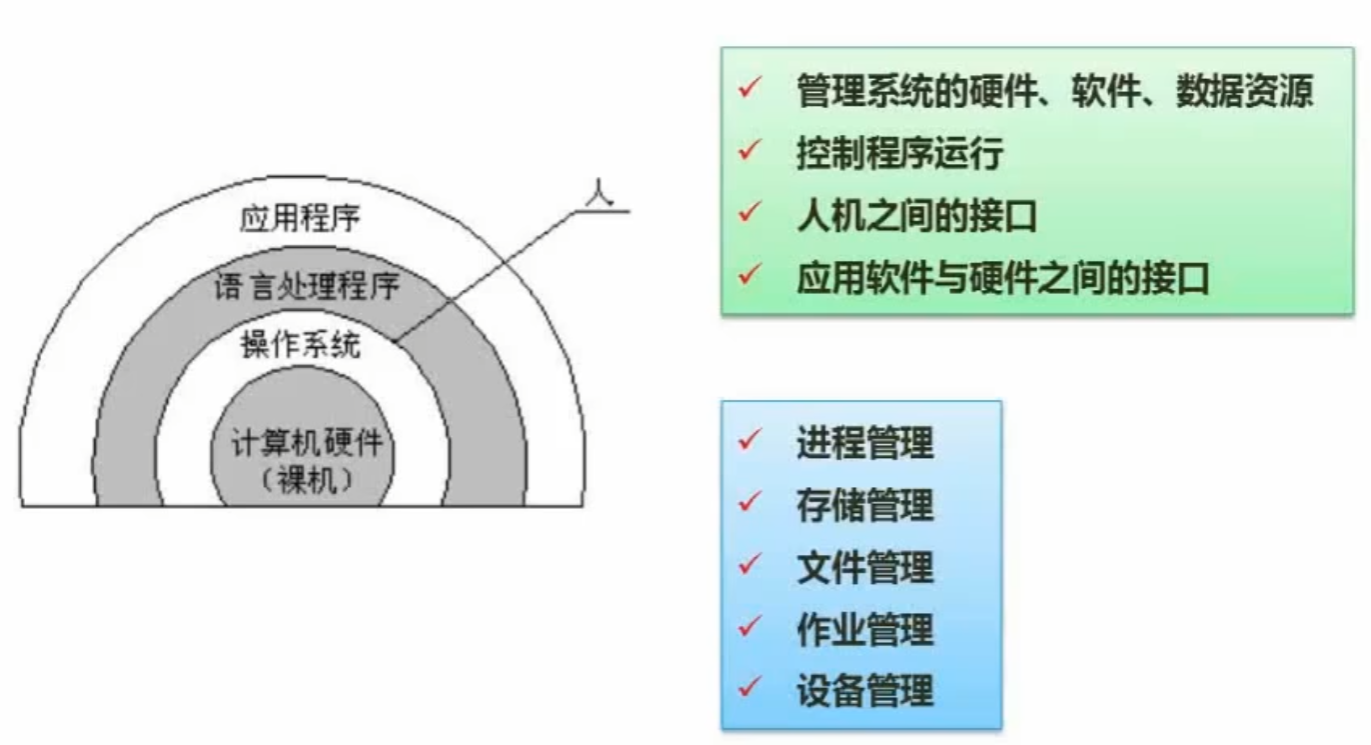 应用程序
语言处理程序
操作系统
计算机硬件
（裸机）
人
管理系统的硬件、软件、数据资源
控制程序运行
人机之间的接口
应用软件与硬件之间的接口
进程管理
存储管理
文件管理
作业管理
设备管理